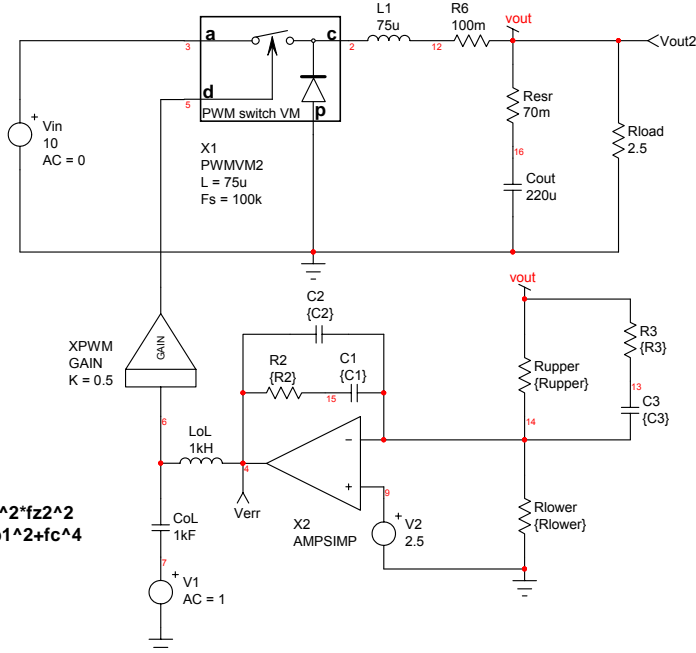 L1
75u
R6
100m
vout
a
c
3
2
12
Vout2
d
5
p
PWM switch VM
Vin
10
AC = 0
X1
PWMVM2
L = 75u
Fs = 100k
Resr
70m
16
Cout
220u
Rload
2.5
vout
XPWM
GAIN
K = 0.5
GAIN
C2
{C2}
R2
{R2}
C1
{C1}
15
Rupper
{Rupper}
R3
{R3}
13
C3
{C3}
14
6
LoL
1kH
4
Verr
X2
AMPSIMP
9
V2
2.5
Rlower
{Rlower}
^2*fz2^2
1^2+fc^4
CoL
1kF
7
V1
AC = 1